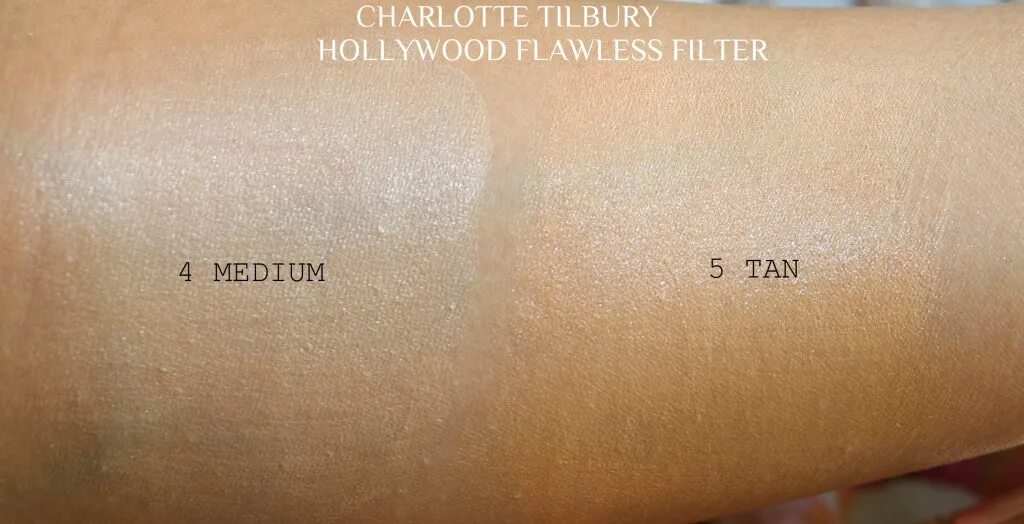 CHARLOTTE TILBURY
HOLLYWOOD FLAWLESS FILTER
4 MEDIUM
5 TAN